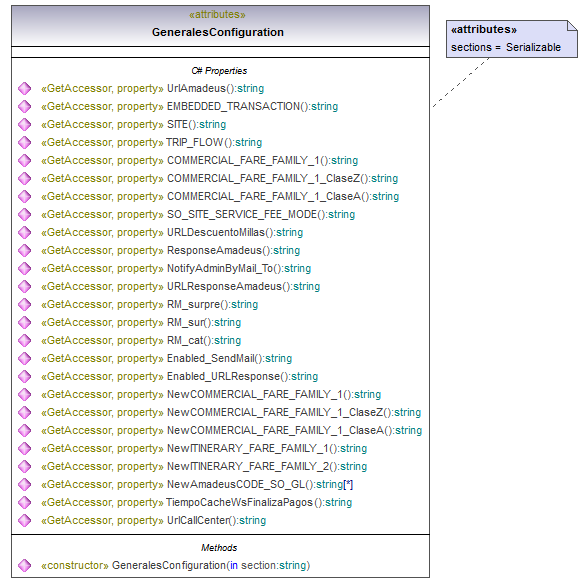 «attributes»
GeneralesConfiguration
«attributes»
sections = Serializable
C# Properties
«GetAccessor, property» UrlAmadeus():string
«GetAccessor, property» EMBEDDED_TRANSACTION():string
«GetAccessor, property» SITE():string
«GetAccessor, property» TRIP_FLOW():string
«GetAccessor, property» COMMERCIAL_FARE_FAMILY_1():string
«GetAccessor, property» COMMERCIAL_FARE_FAMILY_1_ClaseZ():string
«GetAccessor, property» COMMERCIAL_FARE_FAMILY_1_ClaseA():string
«GetAccessor, property» SO_SITE_SERVICE_FEE_MODE():string
«GetAccessor, property» URLDescuentoMillas():string
«GetAccessor, property» ResponseAmadeus():string
«GetAccessor, property» NotifyAdminByMail_To():string
«GetAccessor, property» URLResponseAmadeus():string
«GetAccessor, property» RM_surpre():string
«GetAccessor, property» RM_sur():string
«GetAccessor, property» RM_cat():string
«GetAccessor, property» Enabled_SendMail():string
«GetAccessor, property» Enabled_URLResponse():string
«GetAccessor, property» NewCOMMERCIAL_FARE_FAMILY_1():string
«GetAccessor, property» NewCOMMERCIAL_FARE_FAMILY_1_ClaseZ():string
«GetAccessor, property» NewCOMMERCIAL_FARE_FAMILY_1_ClaseA():string
«GetAccessor, property» NewITINERARY_FARE_FAMILY_1():string
«GetAccessor, property» NewITINERARY_FARE_FAMILY_2():string
«GetAccessor, property» NewAmadeusCODE_SO_GL():string[*]
«GetAccessor, property» TiempoCacheWsFinalizaPagos():string
«GetAccessor, property» UrlCallCenter():string
Methods
«constructor» GeneralesConfiguration(in section:string)